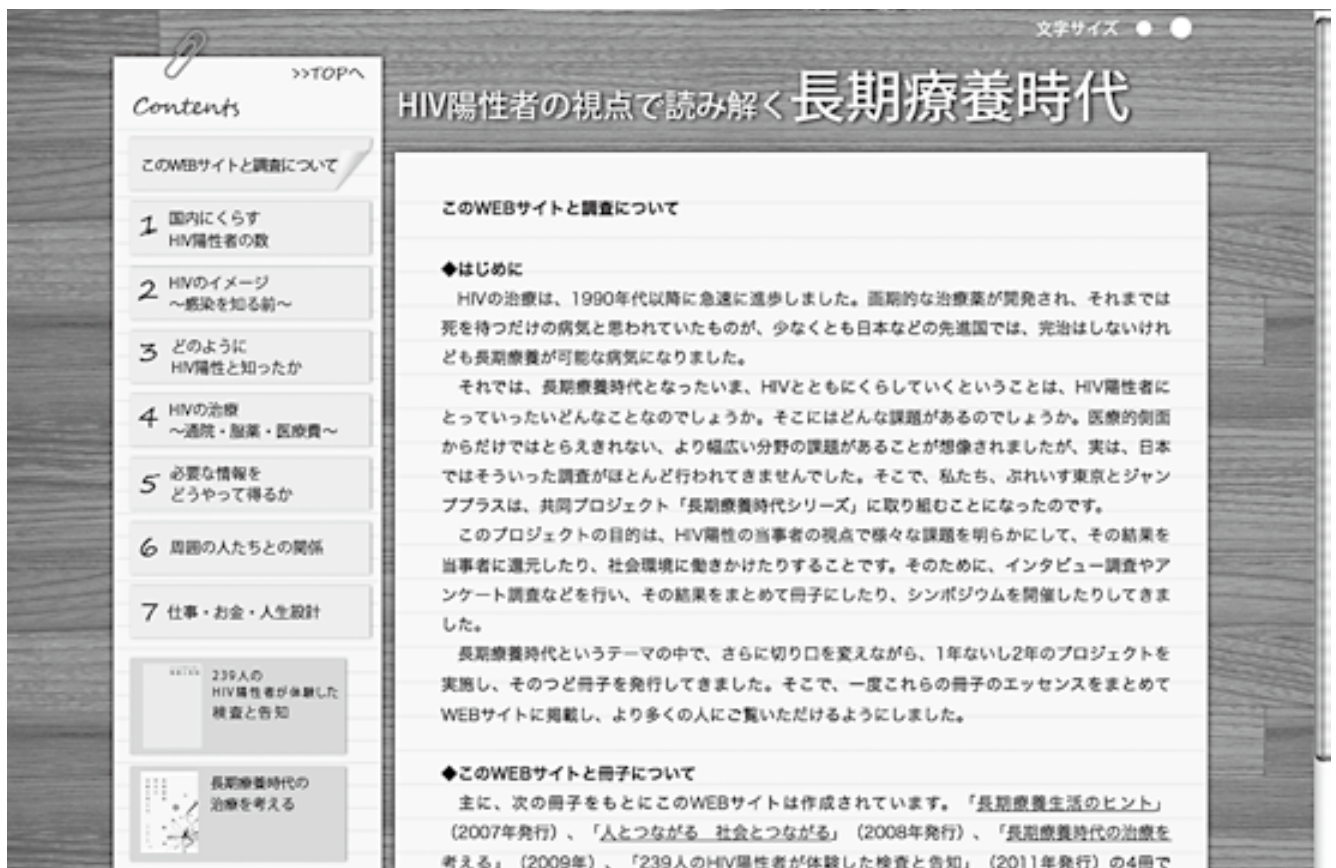 文字サイズ
>>TOPへ
Contents
このWEBサイトと調査について
1 国内にくらす
HIV陽性者の数
2 HIVのイメージ
〜感染を知る前〜
3 どのように
HIV陽性と知ったか
4 HIVの治療
〜通院・服薬・医療費〜
5 必要な情報を
どうやって得るか
6 周囲の人たちとの関係
7 仕事・お金・人生設計
239人の
HIV陽性者が体験した
検査と告知
長期療養時代の
治療を考える
HIV陽性者の視点で読み解く長期療養時代
このWEBサイトと調査について
◆はじめに
HIVの治療は、1990年代以降に急速に進歩しました。画期的な治療薬が開発され、それまでは
死を待つだけの病気と思われていたものが、少なくとも日本などの先進国では、完治はしないけれ
ども長期療養が可能な病気になりました。
それでは、長期療養時代となったいま、HIVとともにくらしていくということは、HIV陽性者に
とっていったいどんなことなのでしょうか。そこにはどんな課題があるのでしょうか。医療的側面
からだけではとらえきれない、より幅広い分野の課題があることが想像されましたが、実は、日本
ではそういった調査がほとんど行われてきませんでした。そこで、私たち、ぷれいす東京とジャン
ププラスは、共同プロジェクト「長期療養時代シリーズ」に取り組むことになったのです。
このプロジェクトの目的は、HIV陽性の当事者の視点で様々な課題を明らかにして、その結果を
当事者に還元したり、社会環境に働きかけたりすることです。そのために、インタビュー調査やア
ンケート調査などを行い、その結果をまとめて冊子にしたり、シンポジウムを開催したりしてきま
した。
長期療養時代というテーマの中で、さらに切り口を変えながら、1年ないし2年のプロジェクトを
実施し、そのつど冊子を発行してきました。そこで、一度これらの冊子のエッセンスをまとめて
WEBサイトに掲載し、より多くの人にご覧いただけるようにしました。
◆このWEBサイトと冊子について
主に、次の冊子をもとにこのWEBサイトは作成されています。「長期療養生活のヒント」
（2007年発行）、「人とつながる 社会とつながる」（2008年発行）、「長期療養時代の治療を
考える」（2009年）、「239人のHIV陽性者が体験した検査と告知」（2011年発行）の4冊で